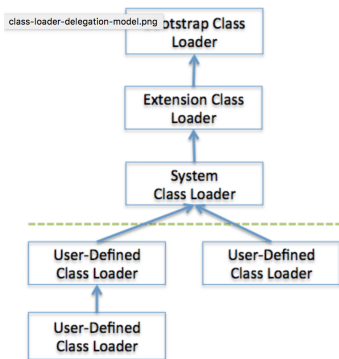 class-loader-delegation-model.png
Class
Loader
Extension Class
Loader
System
Class Loader
User-Defined
Class Loader
User-Defined
Class Loader
User-Defined
Class Loader